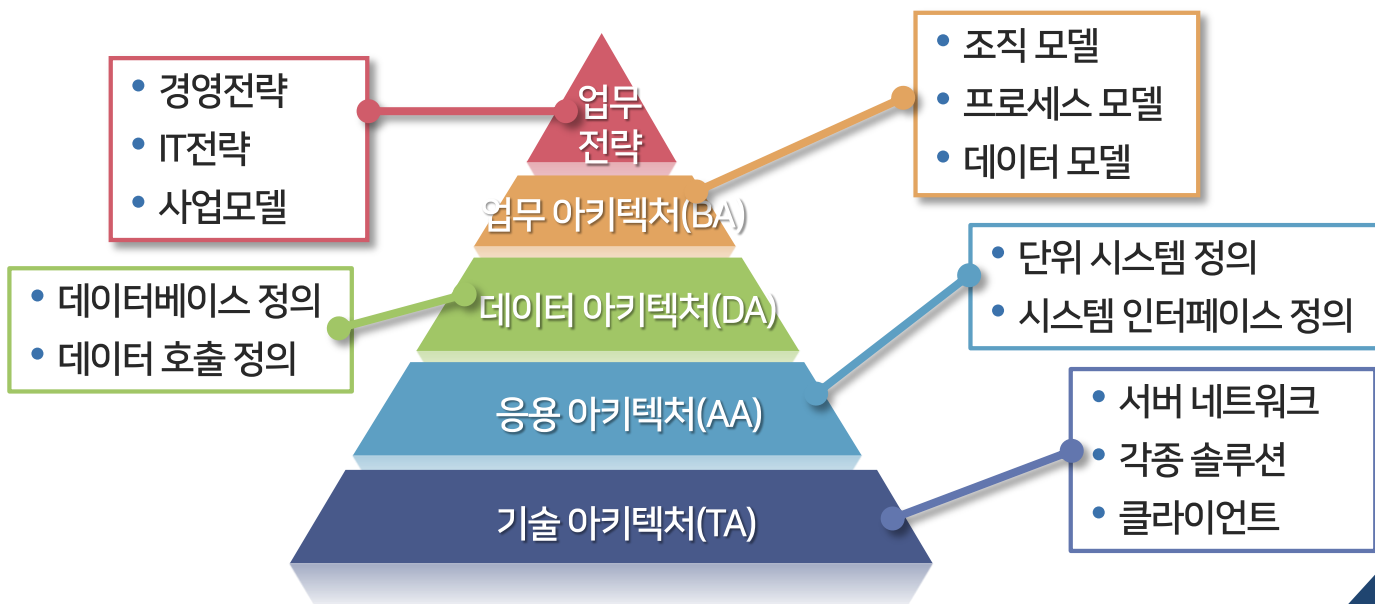 경영전략
IT전략
사업모델
업무
전략
조직 모델
프로세스 모델
데이터 모델
업무 아키텍처(BA)
데이터베이스 정의
데이터 호출 정의
데이터 아키텍처(DA)
단위 시스템 정의
시스템 인터페이스 정의
응용 아키텍처(AA)
서버 네트워크
각종 솔루션
클라이언트
기술 아키텍처(TA)